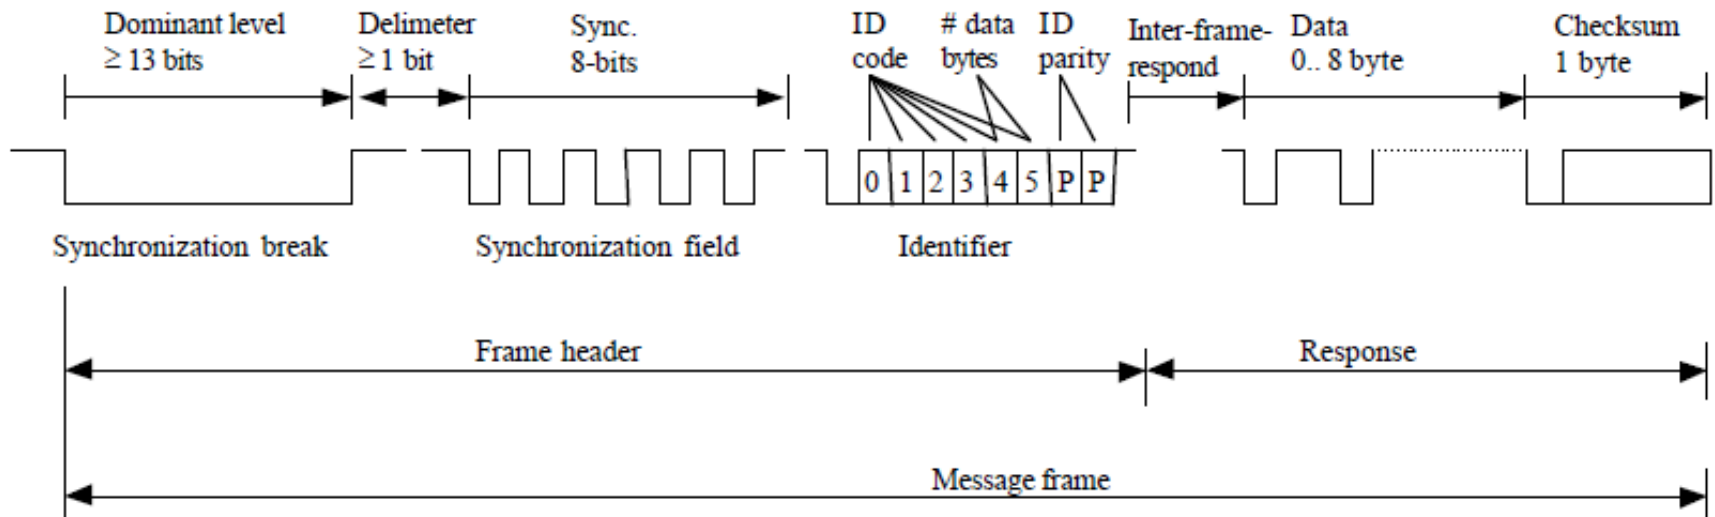 Dominant level
≥ 13 bits
Delimeter
≥ 1 bit
Sync.
8-bits
ID
code
# data
bytes
ID
parity
Inter-frame-
respond
Data
0.. 8 byte
Checksum
1 byte
0 1 2 3 4 5 P P
Synchronization break
Synchronization field
Identifier
Frame header
Response
Message frame